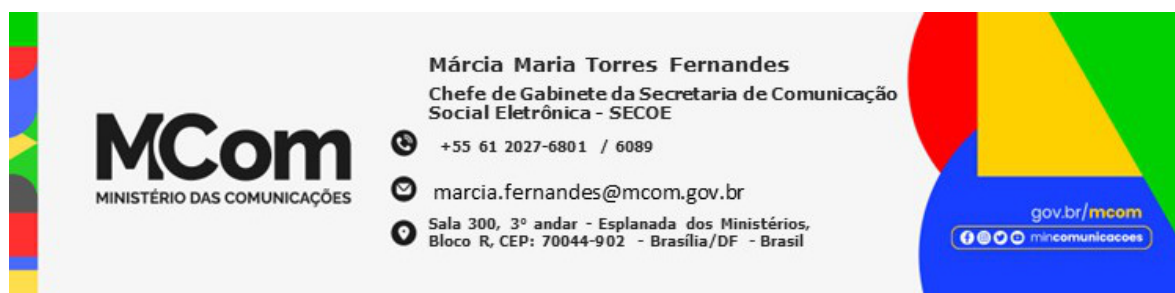 MCom
MINISTÉRIO DAS COMUNICAÇÕES
Márcia Maria Torres Fernandes
Chefe de Gabinete da Secretaria de Comunicação
Social Eletrônica - SECOE
+55 61 2027-6801 / 6089
marcia.fernandes@mcom.gov.br
Sala 300, 3º andar - Esplanada dos Ministérios,
Bloco R, CEP: 70044-902 - Brasília/DF - Brasil
gov.br/mcom
mincomunicacoes